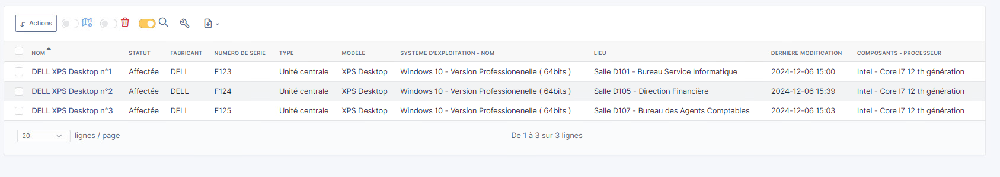 Actions
NOM STATUT FABRICANT NUMÉRO DE SÉRIE TYPE MODÈLE SYSTÈME D'EXPLOITATION - NOM LIEU DERNIÈRE MODIFICATION COMPOSANTS - PROCESSEUR
DELL XPS Desktop n°1 Affectée DELL F123 Unité centrale XPS Desktop Windows 10 - Version Professionenelle ( 64bits ) Salle D101 - Bureau Service Informatique 2024-12-06 15:00 Intel - Core I7 12 th génération
DELL XPS Desktop n°2 Affectée DELL F124 Unité centrale XPS Desktop Windows 10 - Version Professionenelle ( 64bits ) Salle D105 - Direction Financière 2024-12-06 15:39 Intel - Core I7 12 th génération
DELL XPS Desktop n°3 Affectée DELL F125 Unité centrale XPS Desktop Windows 10 - Version Professionenelle ( 64bits ) Salle D107 - Bureau des Agents Comptables 2024-12-06 15:03 Intel - Core I7 12 th génération
20 lignes / page De 1 à 3 sur 3 lignes